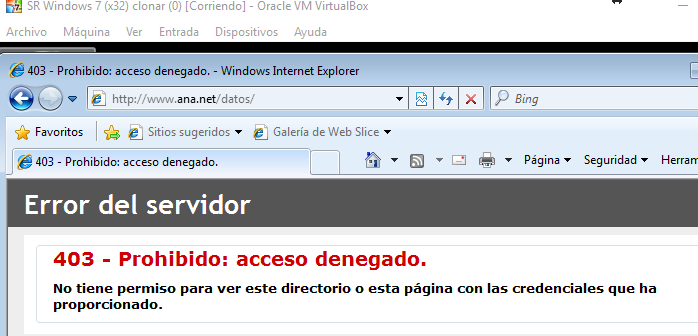 SR Windows 7 (x32) clonar (0) [Corriendo] - Oracle VM VirtualBox
Archivo Máquina Ver Entrada Dispositivos Ayuda
403 - Prohibido: acceso denegado. - Windows Internet Explorer
http://www.ana.net/datos/ Bing
Favoritos Sitios sugeridos Galería de Web Slice
403 - Prohibido: acceso denegado. Página Seguridad Herram
Error del servidor
403 - Prohibido: acceso denegado.
No tiene permiso para ver este directorio o esta página con las credenciales que ha
proporcionado.